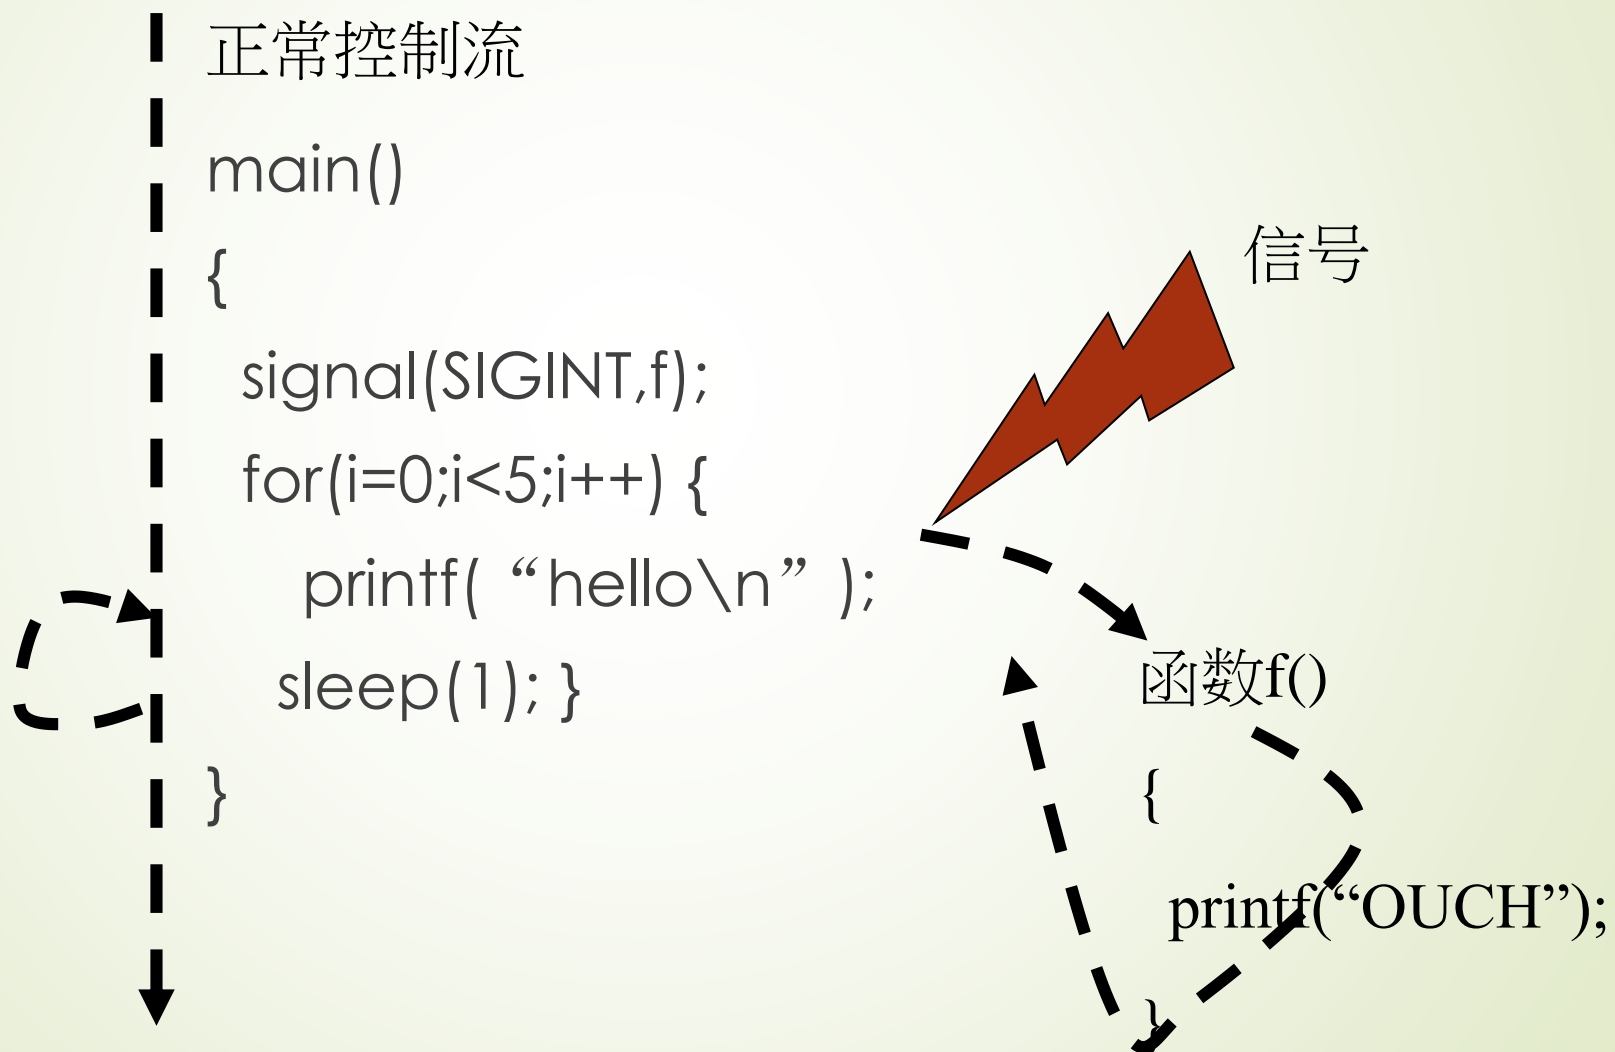 正常控制流
main()
{
signal(SIGINT,f);
for(i=0;i<5;i++) {
printf( “hello\n” );
sleep(1); }
}
信号
函数f()
{
printf(“OUCH”);
}